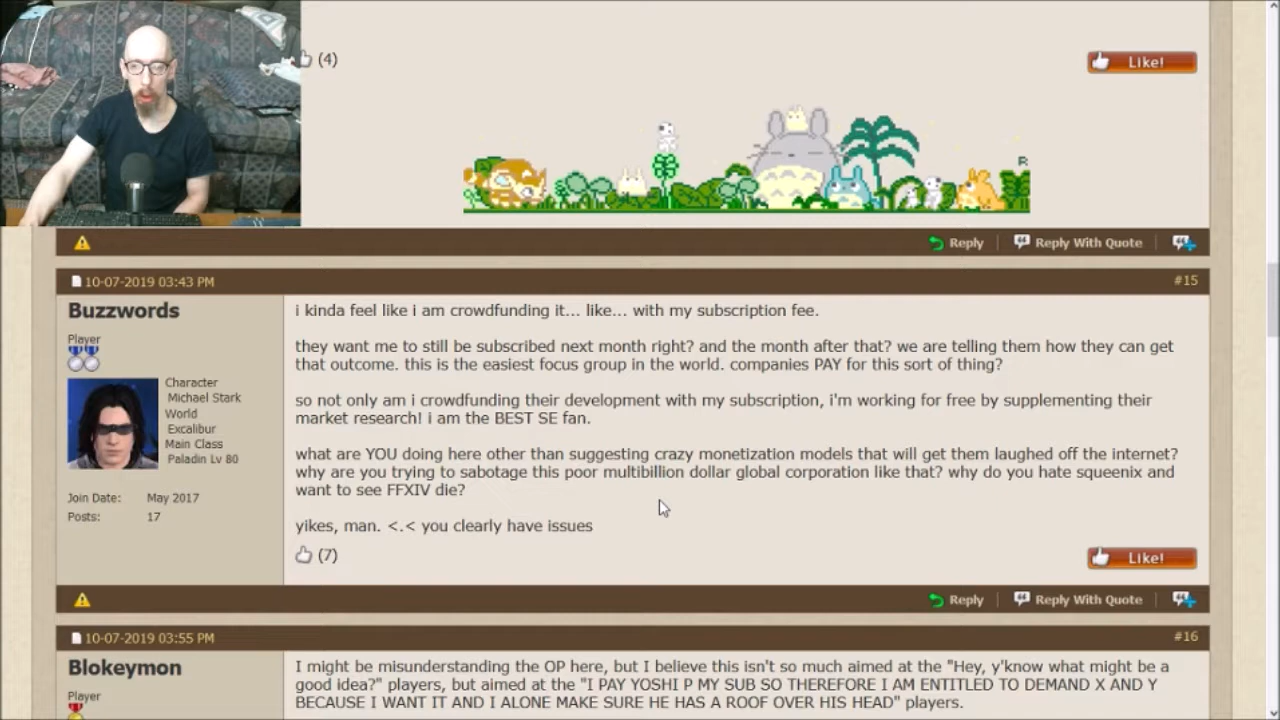 (4)
Like!
R
Reply
Reply With Quote
10-07-2019 03:43 PM
#15
Buzzwords
Player
Character
Michael Stark
World
Excalibur
Main Class
Paladin Lv 80
Join Date: May 2017
Posts: 17
i kinda feel like i am crowdfunding it... like... with my subscription fee.
they want me to still be subscribed next month right? and the month after that? we are telling them how they can get
that outcome. this is the easiest focus group in the world. companies PAY for this sort of thing?
so not only am i crowdfunding their development with my subscription, i'm working for free by supplementing their
market research! i am the BEST SE fan.
what are YOU doing here other than suggesting crazy monetization models that will get them laughed off the internet?
why are you trying to sabotage this poor multibillion dollar global corporation like that? why do you hate squeenix and
want to see FFXIV die?
yikes, man. <.< you clearly have issues
(7)
Like!
Reply
Reply With Quote
10-07-2019 03:55 PM
#16
Blokeymon
Player
I might be misunderstanding the OP here, but I believe this isn't so much aimed at the "Hey, y'know what might be a
good idea?" players, but aimed at the "I PAY YOSHI P MY SUB SO THEREFORE I AM ENTITLED TO DEMAND X AND Y
BECAUSE I WANT IT AND I ALONE MAKE SURE HE HAS A ROOF OVER HIS HEAD" players.